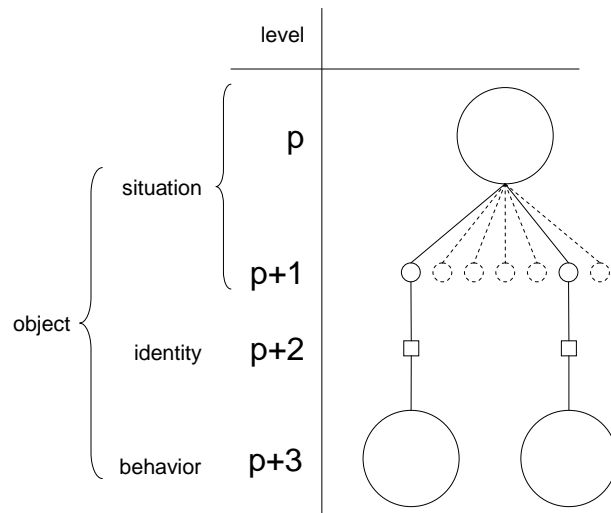 level
p
situation
p+1
object
identity
p+2
behavior
p+3